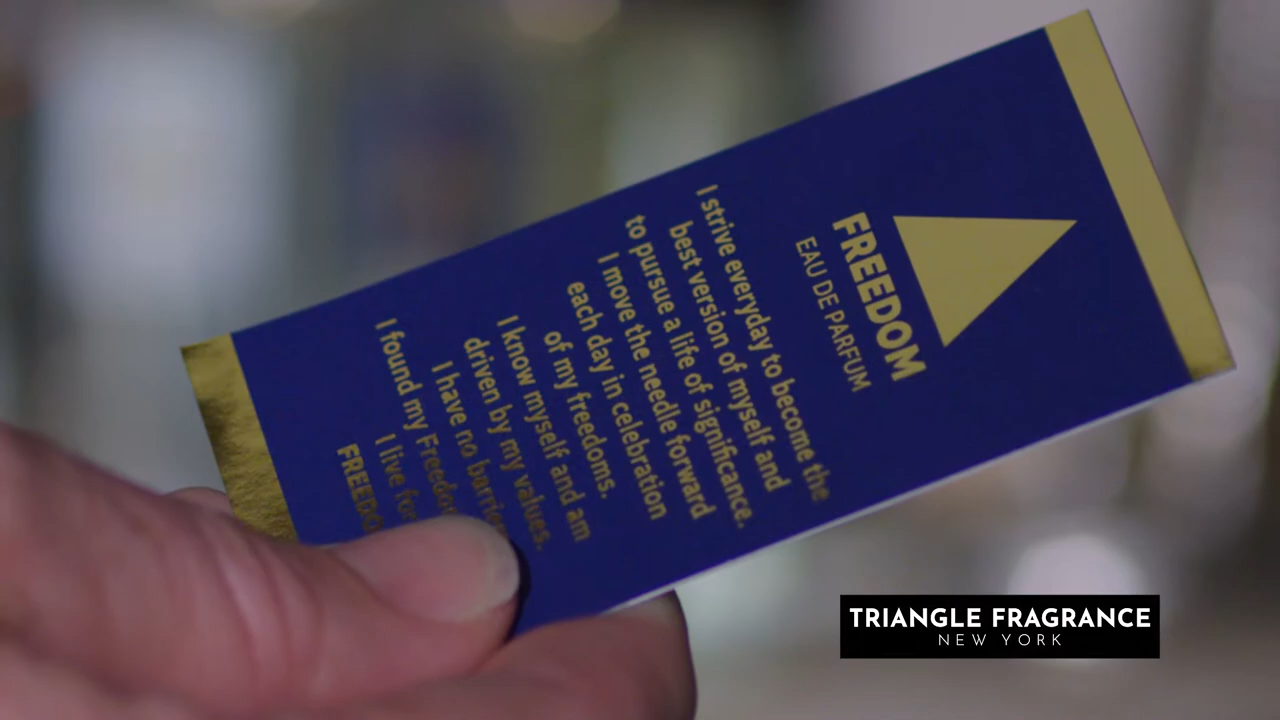 FREEDOM
EAU DE PARFUM
I strive everyday to become the
best version of myself and
to pursue a life of significance.
I move the needle forward
each day in celebration
of my freedoms.
I know myself and am
driven by my values.
I have no
I found my
I live
TRIANGLE FRAGRANCE
NEW YORK